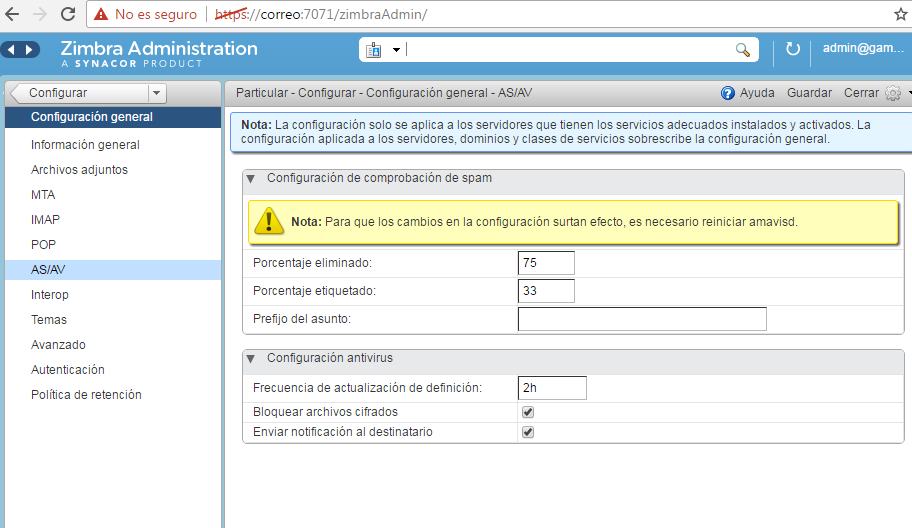 No es seguro
https://correo:7071/zimbraAdmin/
Zimbra Administration
A SYNACOR PRODUCT
admin@gam...
Configurar
Particular - Configurar - Configuración general - AS/AV
Ayuda
Guardar
Cerrar
Configuración general
Información general
Archivos adjuntos
MTA
IMAP
POP
AS/AV
Interop
Temas
Avanzado
Autenticación
Política de retención
Nota: La configuración solo se aplica a los servidores que tienen los servicios adecuados instalados y activados. La
configuración aplicada a los servidores, dominios y clases de servicios sobrescribe la configuración general.
Configuración de comprobación de spam
Nota: Para que los cambios en la configuración surtan efecto, es necesario reiniciar amavisd.
Porcentaje eliminado: 75
Porcentaje etiquetado: 33
Prefijo del asunto:
Configuración antivirus
Frecuencia de actualización de definición: 2h
Bloquear archivos cifrados
Enviar notificación al destinatario